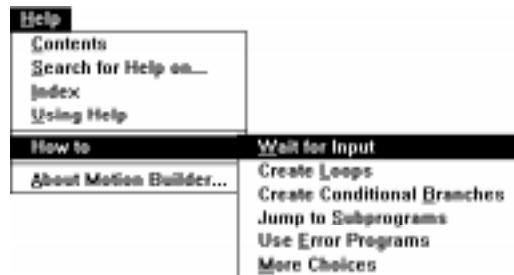 Help
Contents
Search for Help on...
Index
Using Help
How to
About Motion Builder...
Wait for Input
Create Loops
Create Conditional Branches
Jump to Subprograms
Use Error Programs
More Choices